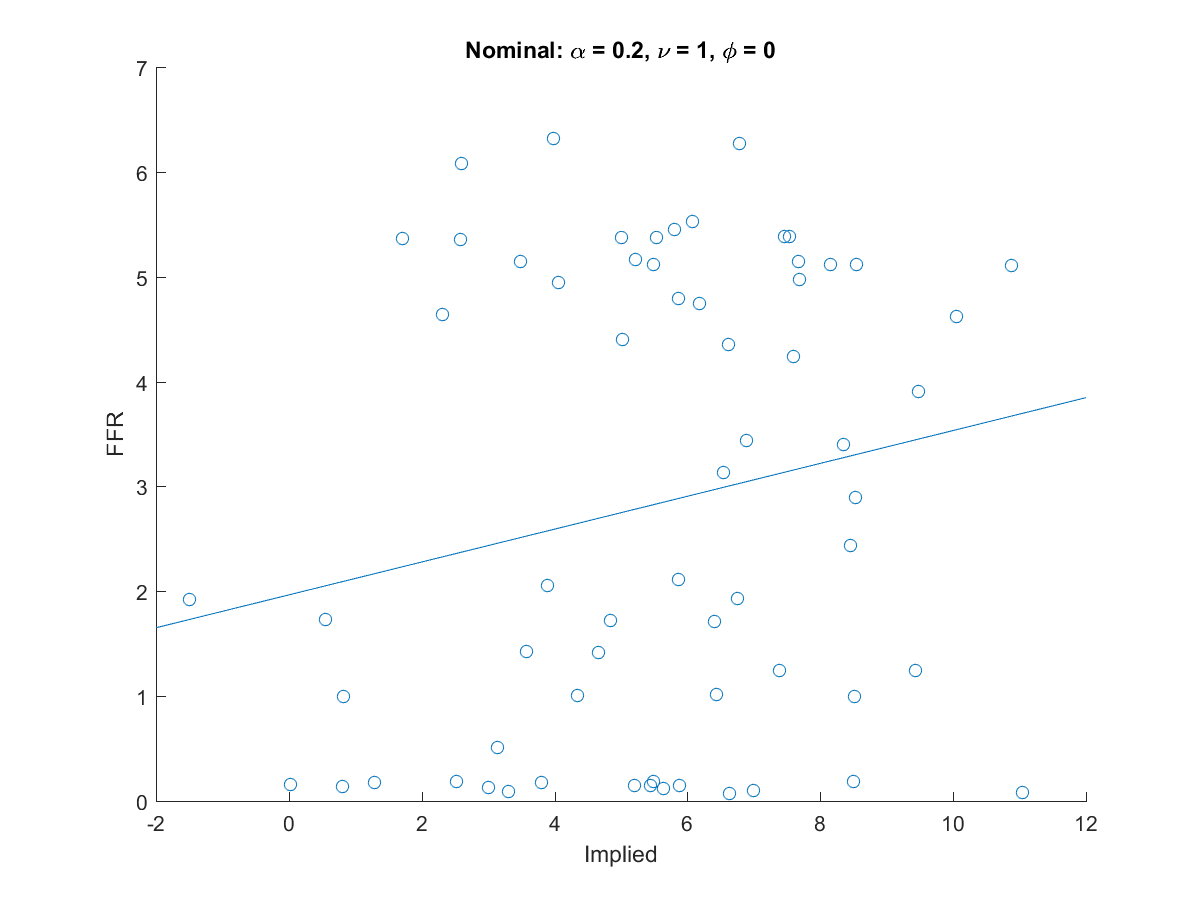 Nominal: α = 0.2, ν = 1, ϕ = 0
7
6
5
4
3
2
1
0
FFR
-2 0 2 4 6 8 10 12
Implied